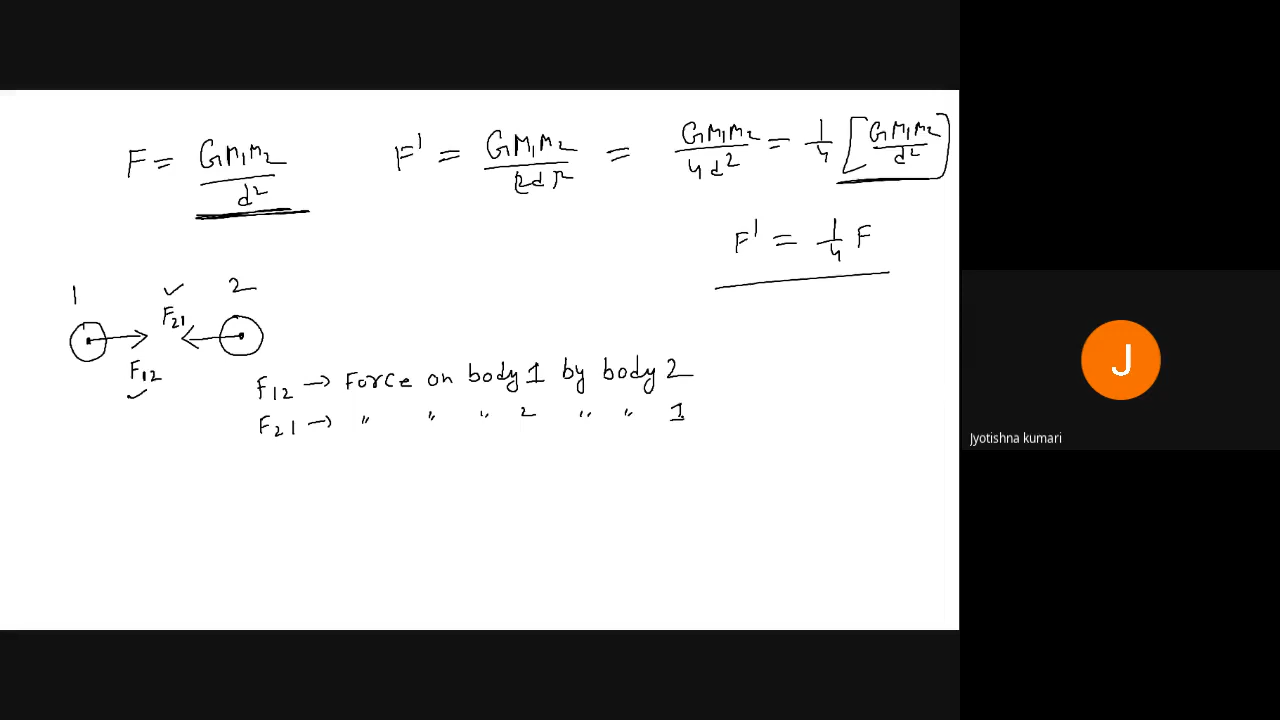 F = GM₁M₂/d² F' = GM₁M₂/(2d)² = GM₁M₂/4d² = 1/4 [GM₁M₂/d²]
F' = 1/4 F
1 ✓ 2
F₂₁
F₁₂
✓
F₁₂ → Force on body 1 by body 2
F₂₁ → " " " 2 " " 1
J
Jyotishna kumari